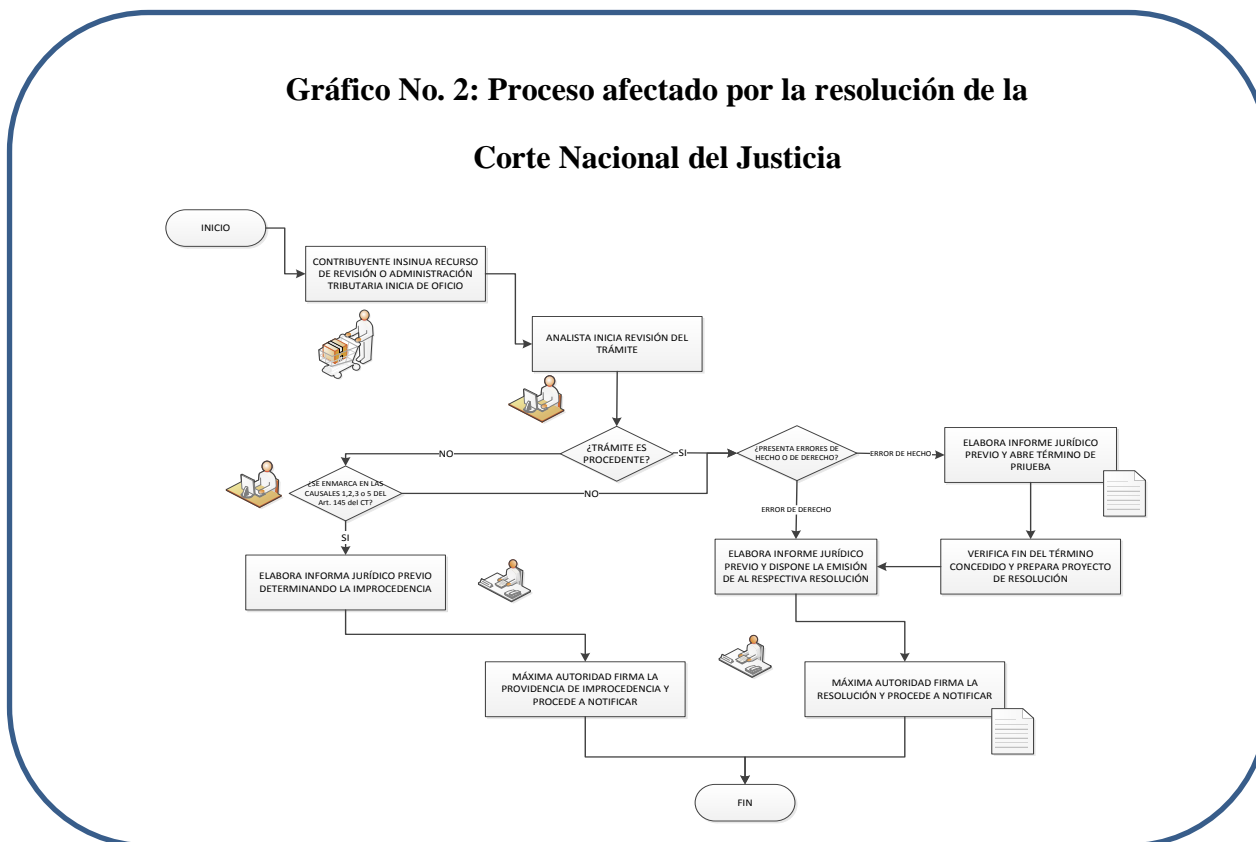 Gráfico No. 2: Proceso afectado por la resolución de la
Corte Nacional del Justicia
INICIO
CONTRIBUYENTE INSINUA RECURSO
DE REVISIÓN O ADMINISTRACIÓN
TRIBUTARIA INICIA DE OFICIO
ANALISTA INICIA REVISIÓN DEL
TRÁMITE
¿TRÁMITE ES
PROCEDENTE?
NO
SI
¿PRESENTA ERRORES DE
HECHO O DE DERECHO?
ERROR DE HECHO
ELABORA INFORME JURÍDICO
PREVIO Y ABRE TÉRMINO DE
PRIUEBA
¿SE ENMARCA EN LAS
CAUSALES 1,2,3 o 5 DEL
Art. 145 del CT?
NO
SI
ERROR DE DERECHO
ELABORA INFORMA JURÍDICO PREVIO
DETERMINANDO LA IMPROCEDENCIA
ELABORA INFORME JURÍDICO
PREVIO Y DISPONE LA EMISIÓN
DE AL RESPECTIVA RESOLUCIÓN
VERIFICA FIN DEL TÉRMINO
CONCEDIDO Y PREPARA PROYECTO
DE RESOLUCIÓN
MÁXIMA AUTORIDAD FIRMA LA
PROVIDENCIA DE IMPROCEDENCIA Y
PROCEDE A NOTIFICAR
MÁXIMA AUTORIDAD FIRMA LA
RESOLUCIÓN Y PROCEDE A NOTIFICAR
FIN